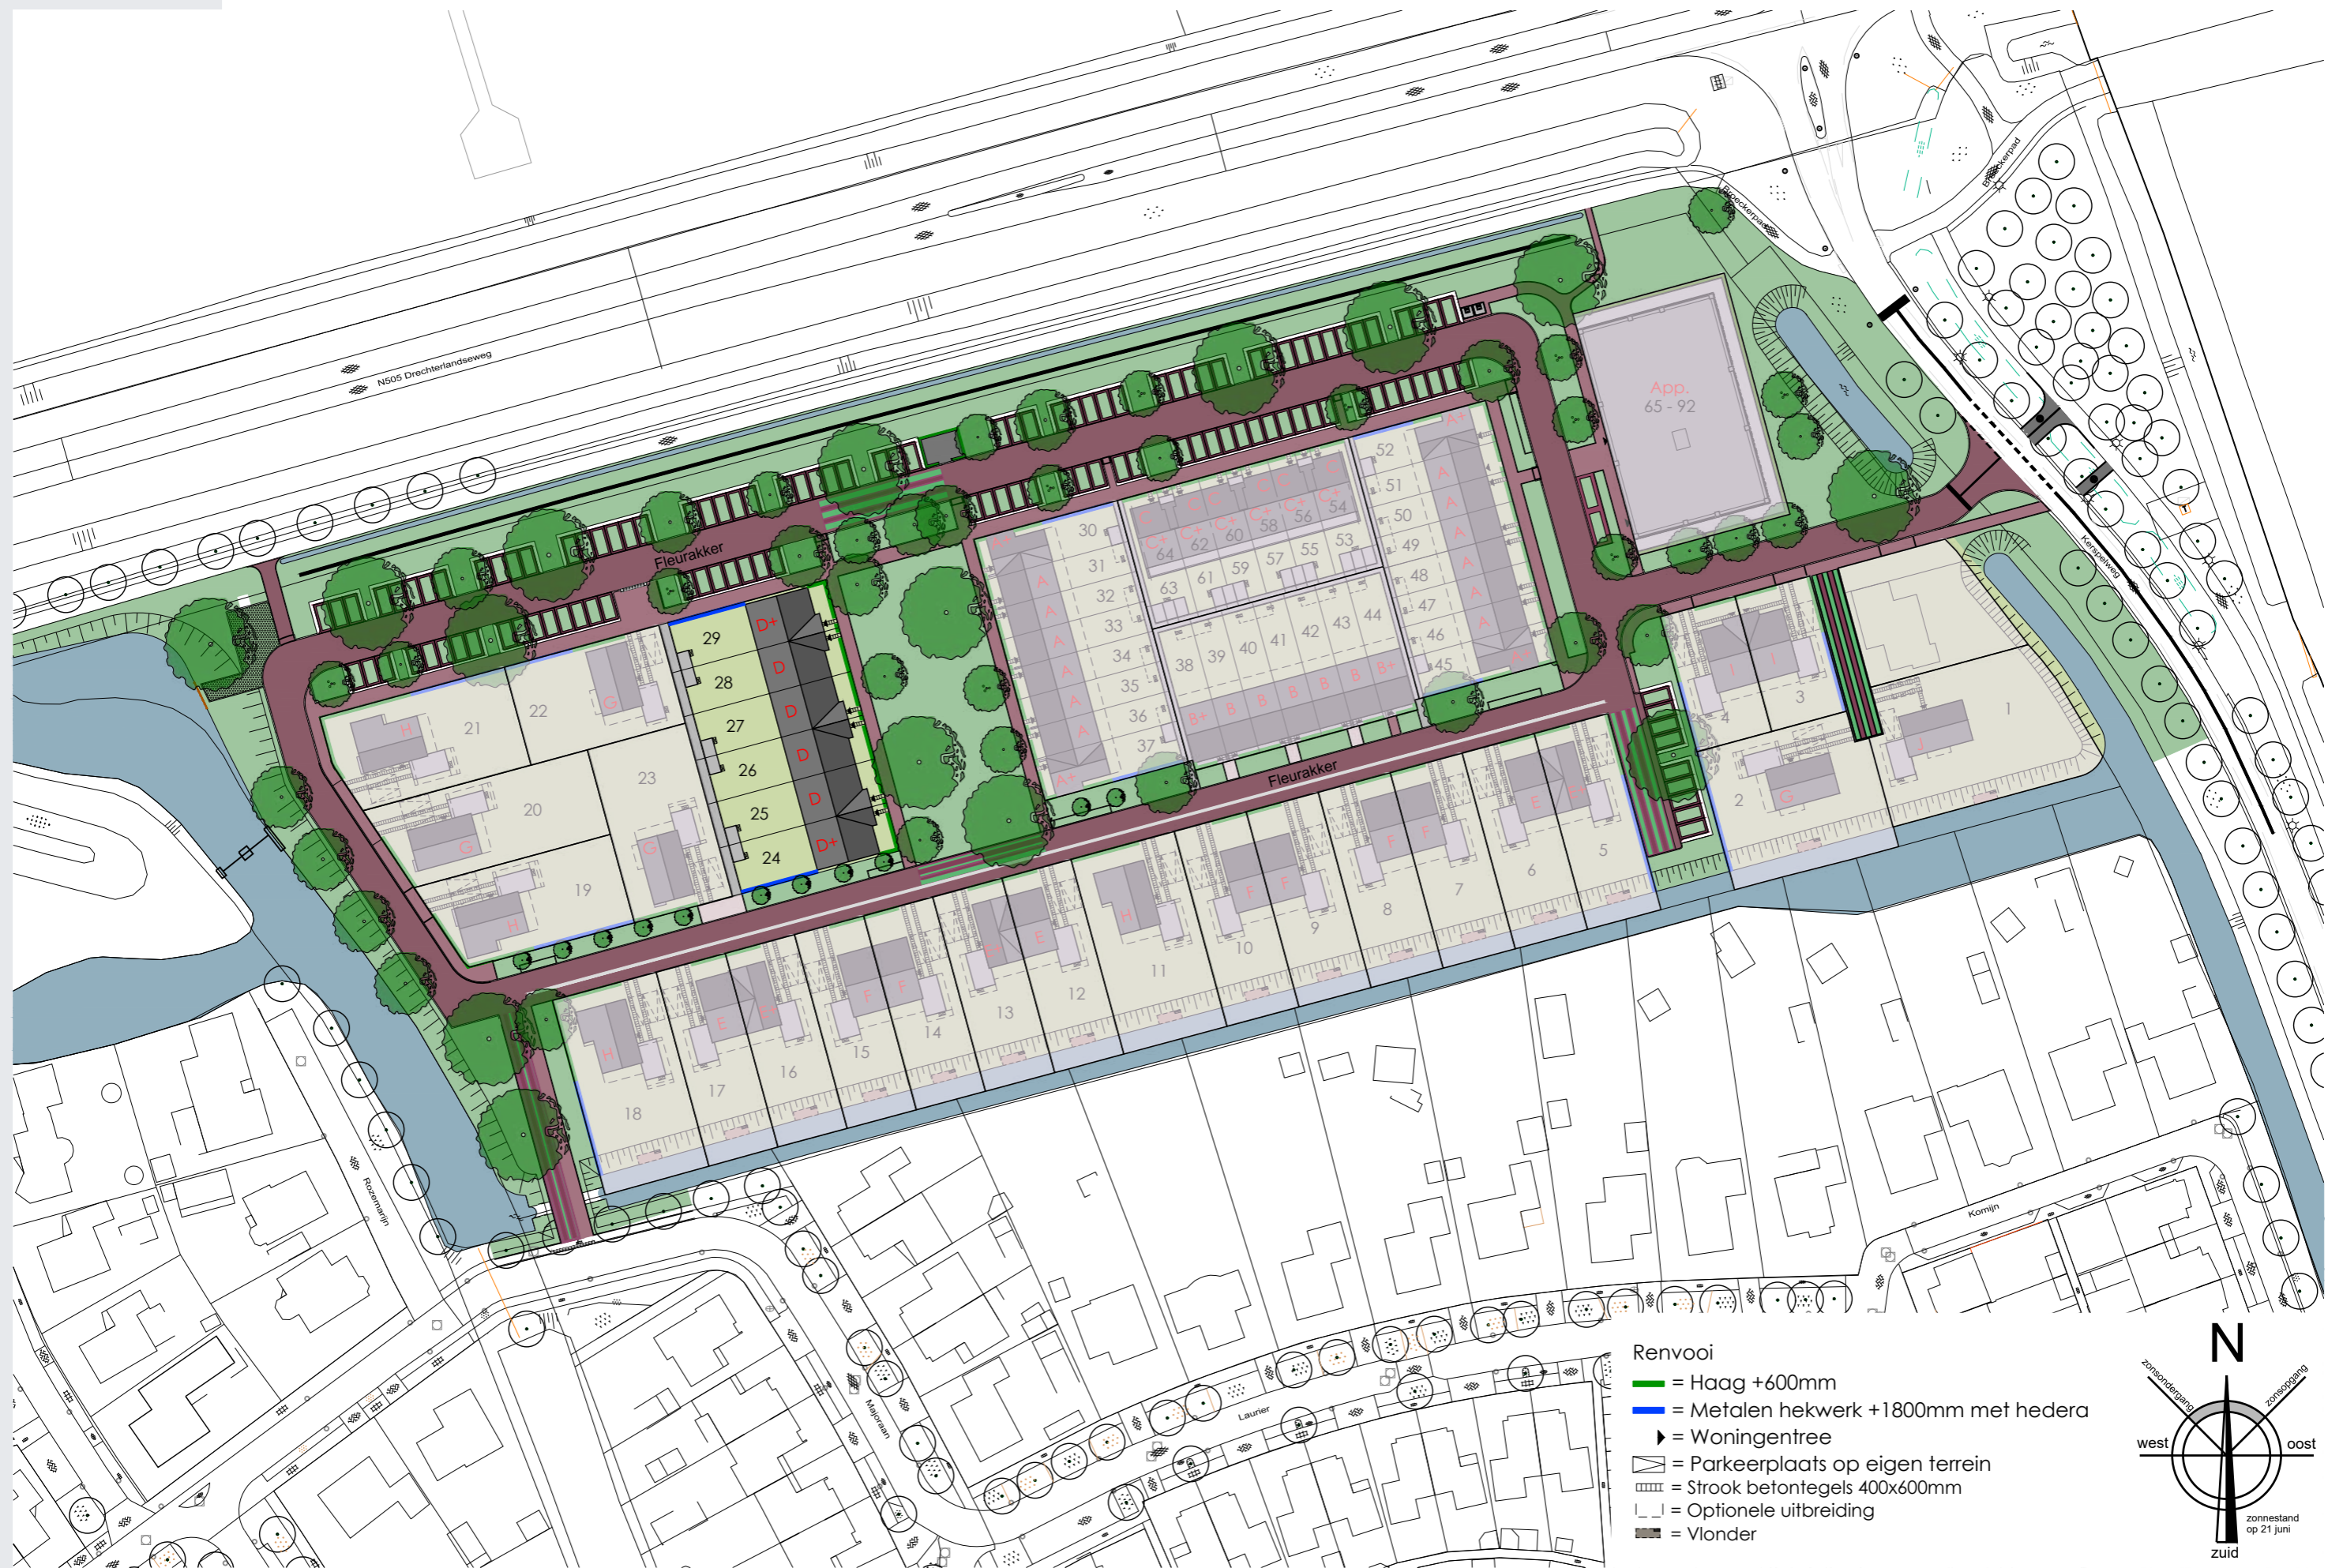 N505 Drechterlandseweg
Broeckerpad
Broeckerpad
Kerspelweg
App.
65 - 92
Fleurakker
Fleurakker
A+
52
A
51
A
50
A
49
A
48
A
47
A
46
A+
45
C
C
C
C
C
C
C+
C+
C+
C+
C+
C+
64
62
60
58
56
54
63
61
59
57
55
53
A+
30
A
31
A
32
A
33
A
34
A
35
A
36
A+
37
38
39
40
41
42
43
44
B+
B
B
B
B
B
B+
29
D+
28
D
27
D
26
D
25
D
24
D+
H
21
22
G
23
G
20
G
19
H
I
I
4
3
1
J
2
G
E
E+
5
6
F
F
7
8
F
F
9
10
H
11
E+
E
12
13
F
F
14
15
E
E+
16
17
H
18
Rozemarijn
Majoraan
Laurier
Komijn
Renvooi
= Haag +600mm
= Metalen hekwerk +1800mm met hedera
= Woningentree
= Parkeerplaats op eigen terrein
= Strook betontegels 400x600mm
= Optionele uitbreiding
= Vlonder
N
zonsondergang
zonsopgang
west
oost
zonnestand
op 21 juni
zuid